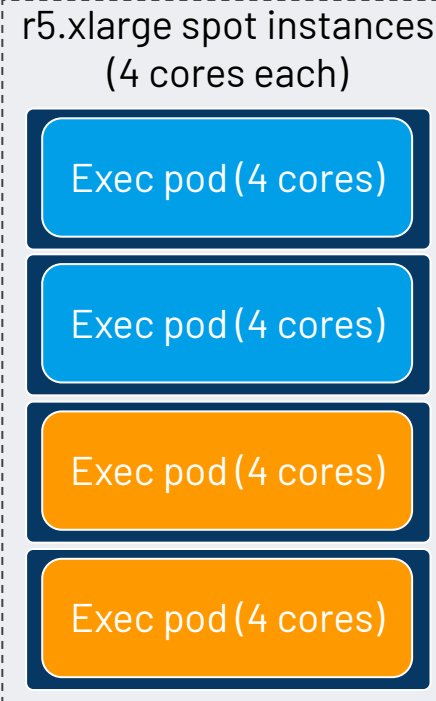 r5.xlarge spot instances
(4 cores each)
Exec pod (4 cores)
Exec pod (4 cores)
Exec pod (4 cores)
Exec pod (4 cores)